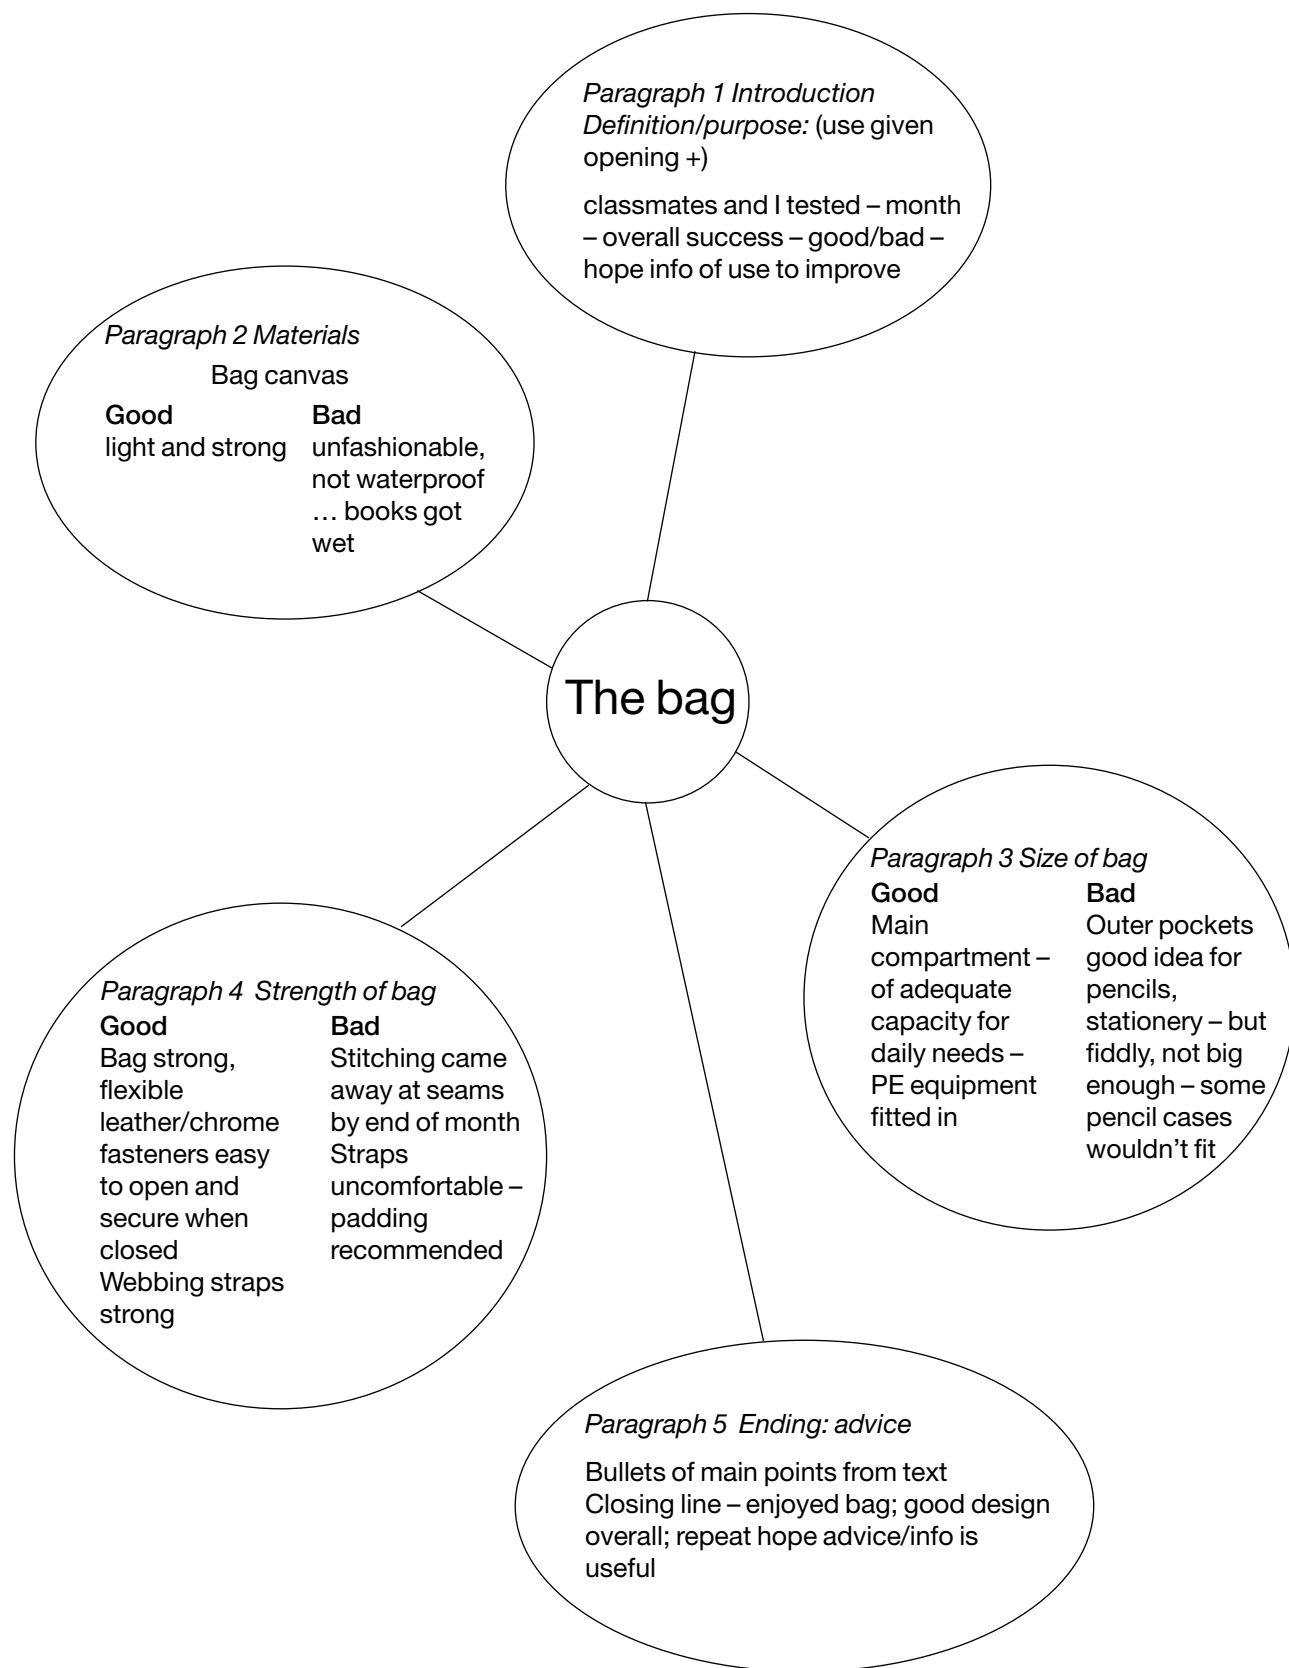 Paragraph 1 Introduction
Definition/purpose: (use given
opening +)
classmates and I tested – month
– overall success – good/bad –
hope info of use to improve
Paragraph 2 Materials
Bag canvas
Good
light and strong
Bad
unfashionable,
not waterproof
… books got
wet
The bag
Paragraph 3 Size of bag
Good
Main
compartment –
of adequate
capacity for
daily needs –
PE equipment
fitted in
Bad
Outer pockets
good idea for
pencils,
stationery – but
fiddly, not big
enough – some
pencil cases
wouldn’t fit
Paragraph 4 Strength of bag
Good
Bag strong,
flexible
leather/chrome
fasteners easy
to open and
secure when
closed
Webbing straps
strong
Bad
Stitching came
away at seams
by end of month
Straps
uncomfortable –
padding
recommended
Paragraph 5 Ending: advice
Bullets of main points from text
Closing line – enjoyed bag; good design
overall; repeat hope advice/info is
useful